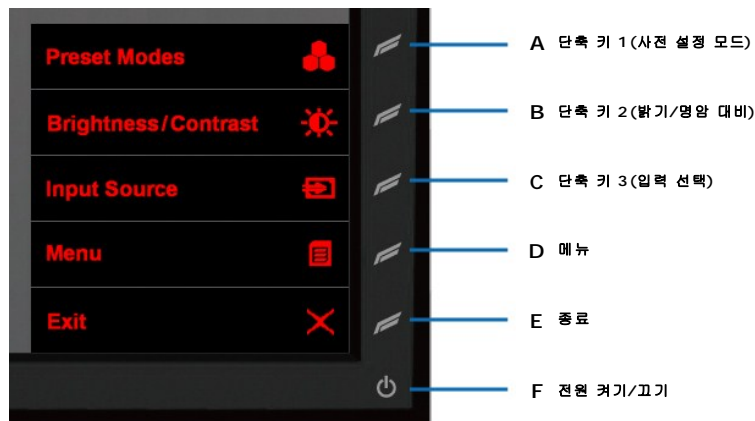 Preset Modes
A 단축 키 1(사전 설정 모드)
Brightness/Contrast
B 단축 키 2(밝기/명암 대비)
Input Source
C 단축 키 3(입력 선택)
Menu
D 메뉴
Exit
E 종료
F 전원 켜기/끄기